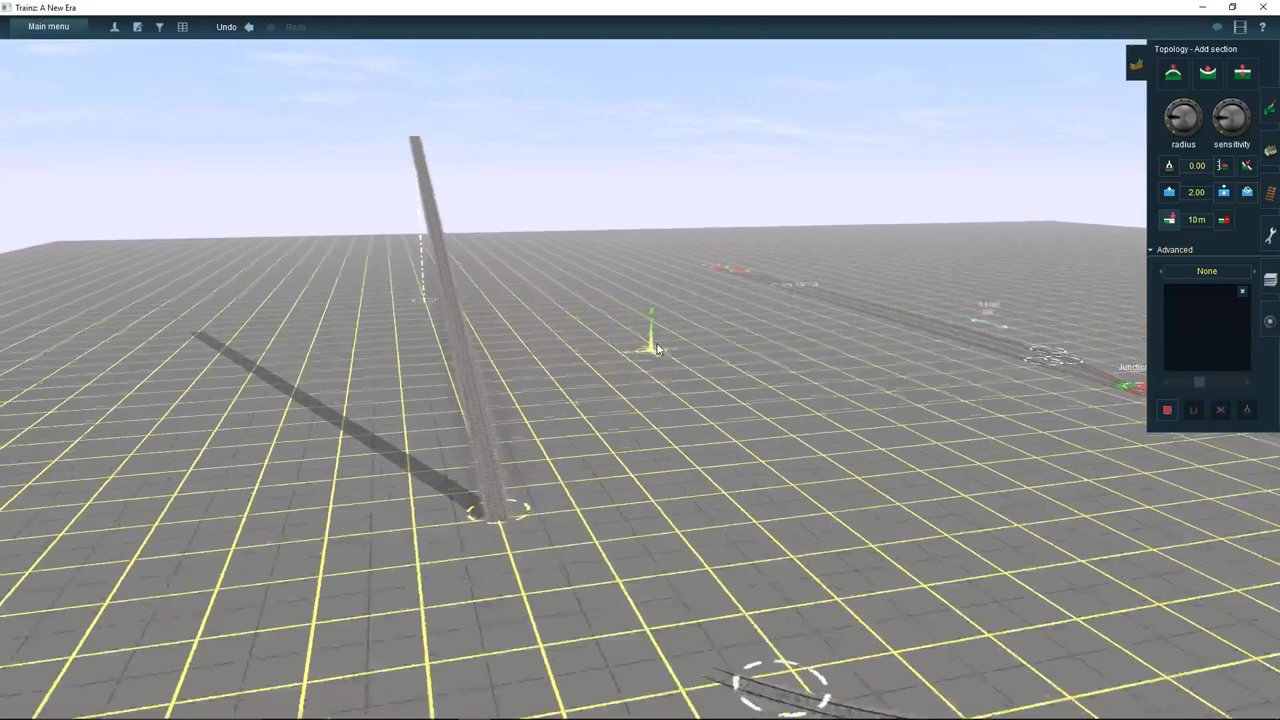 Trainz: A New Era
Main menu
Undo
Redo
Topology - Add section
radius
sensitivity
0.00
2.00
10m
Advanced
None